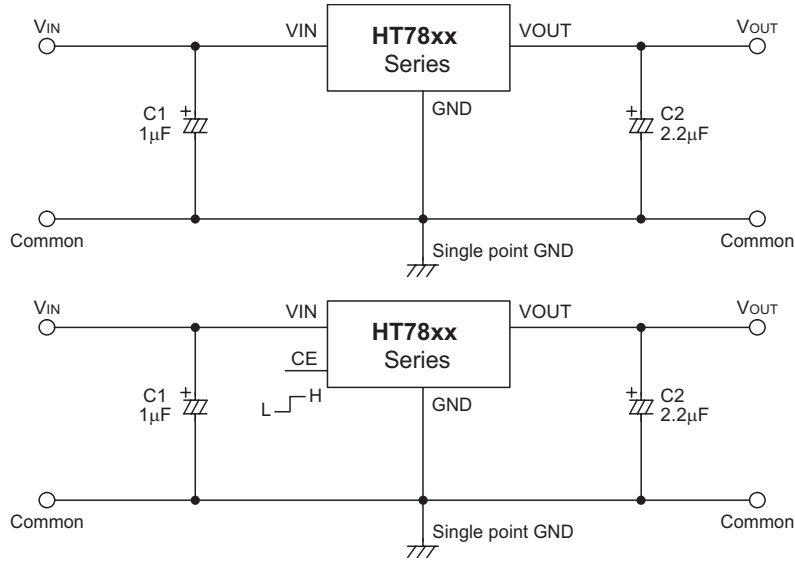 VIN
VIN
HT78xx
Series
VOUT
VOUT
GND
C1
1μF
C2
2.2μF
Common
Single point GND
Common
VIN
VIN
HT78xx
Series
VOUT
VOUT
CE
L
H
GND
C1
1μF
C2
2.2μF
Common
Single point GND
Common